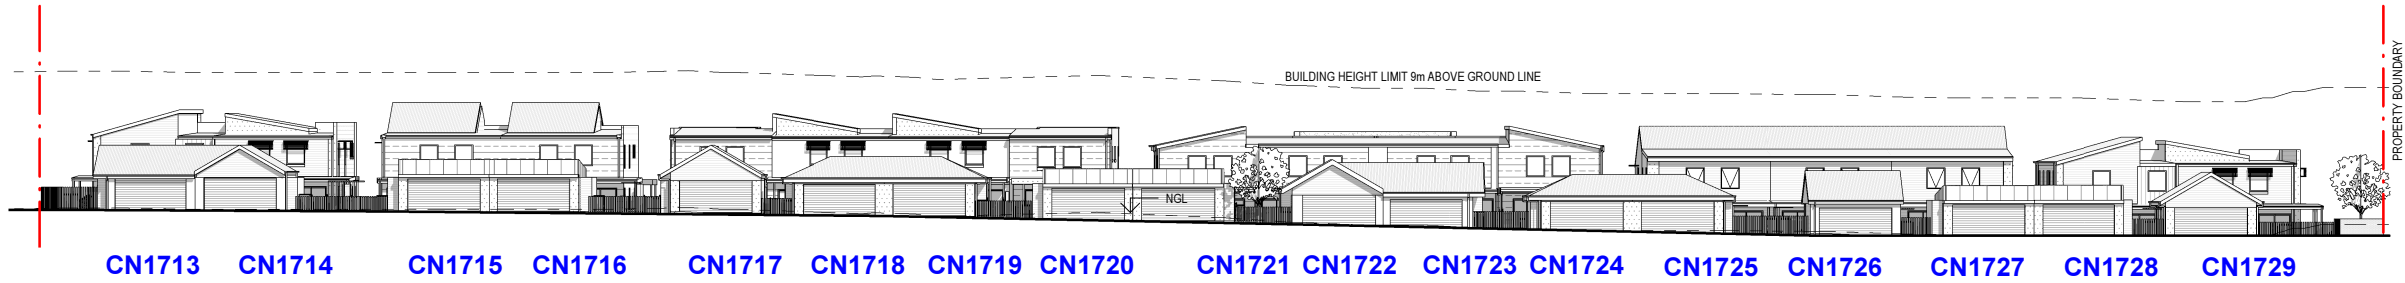 BUILDING HEIGHT LIMIT 9m ABOVE GROUND LINE
PROPERTY BOUNDARY
NGL
CN1713 CN1714 CN1715 CN1716 CN1717 CN1718 CN1719 CN1720 CN1721 CN1722 CN1723 CN1724 CN1725 CN1726 CN1727 CN1728 CN1729